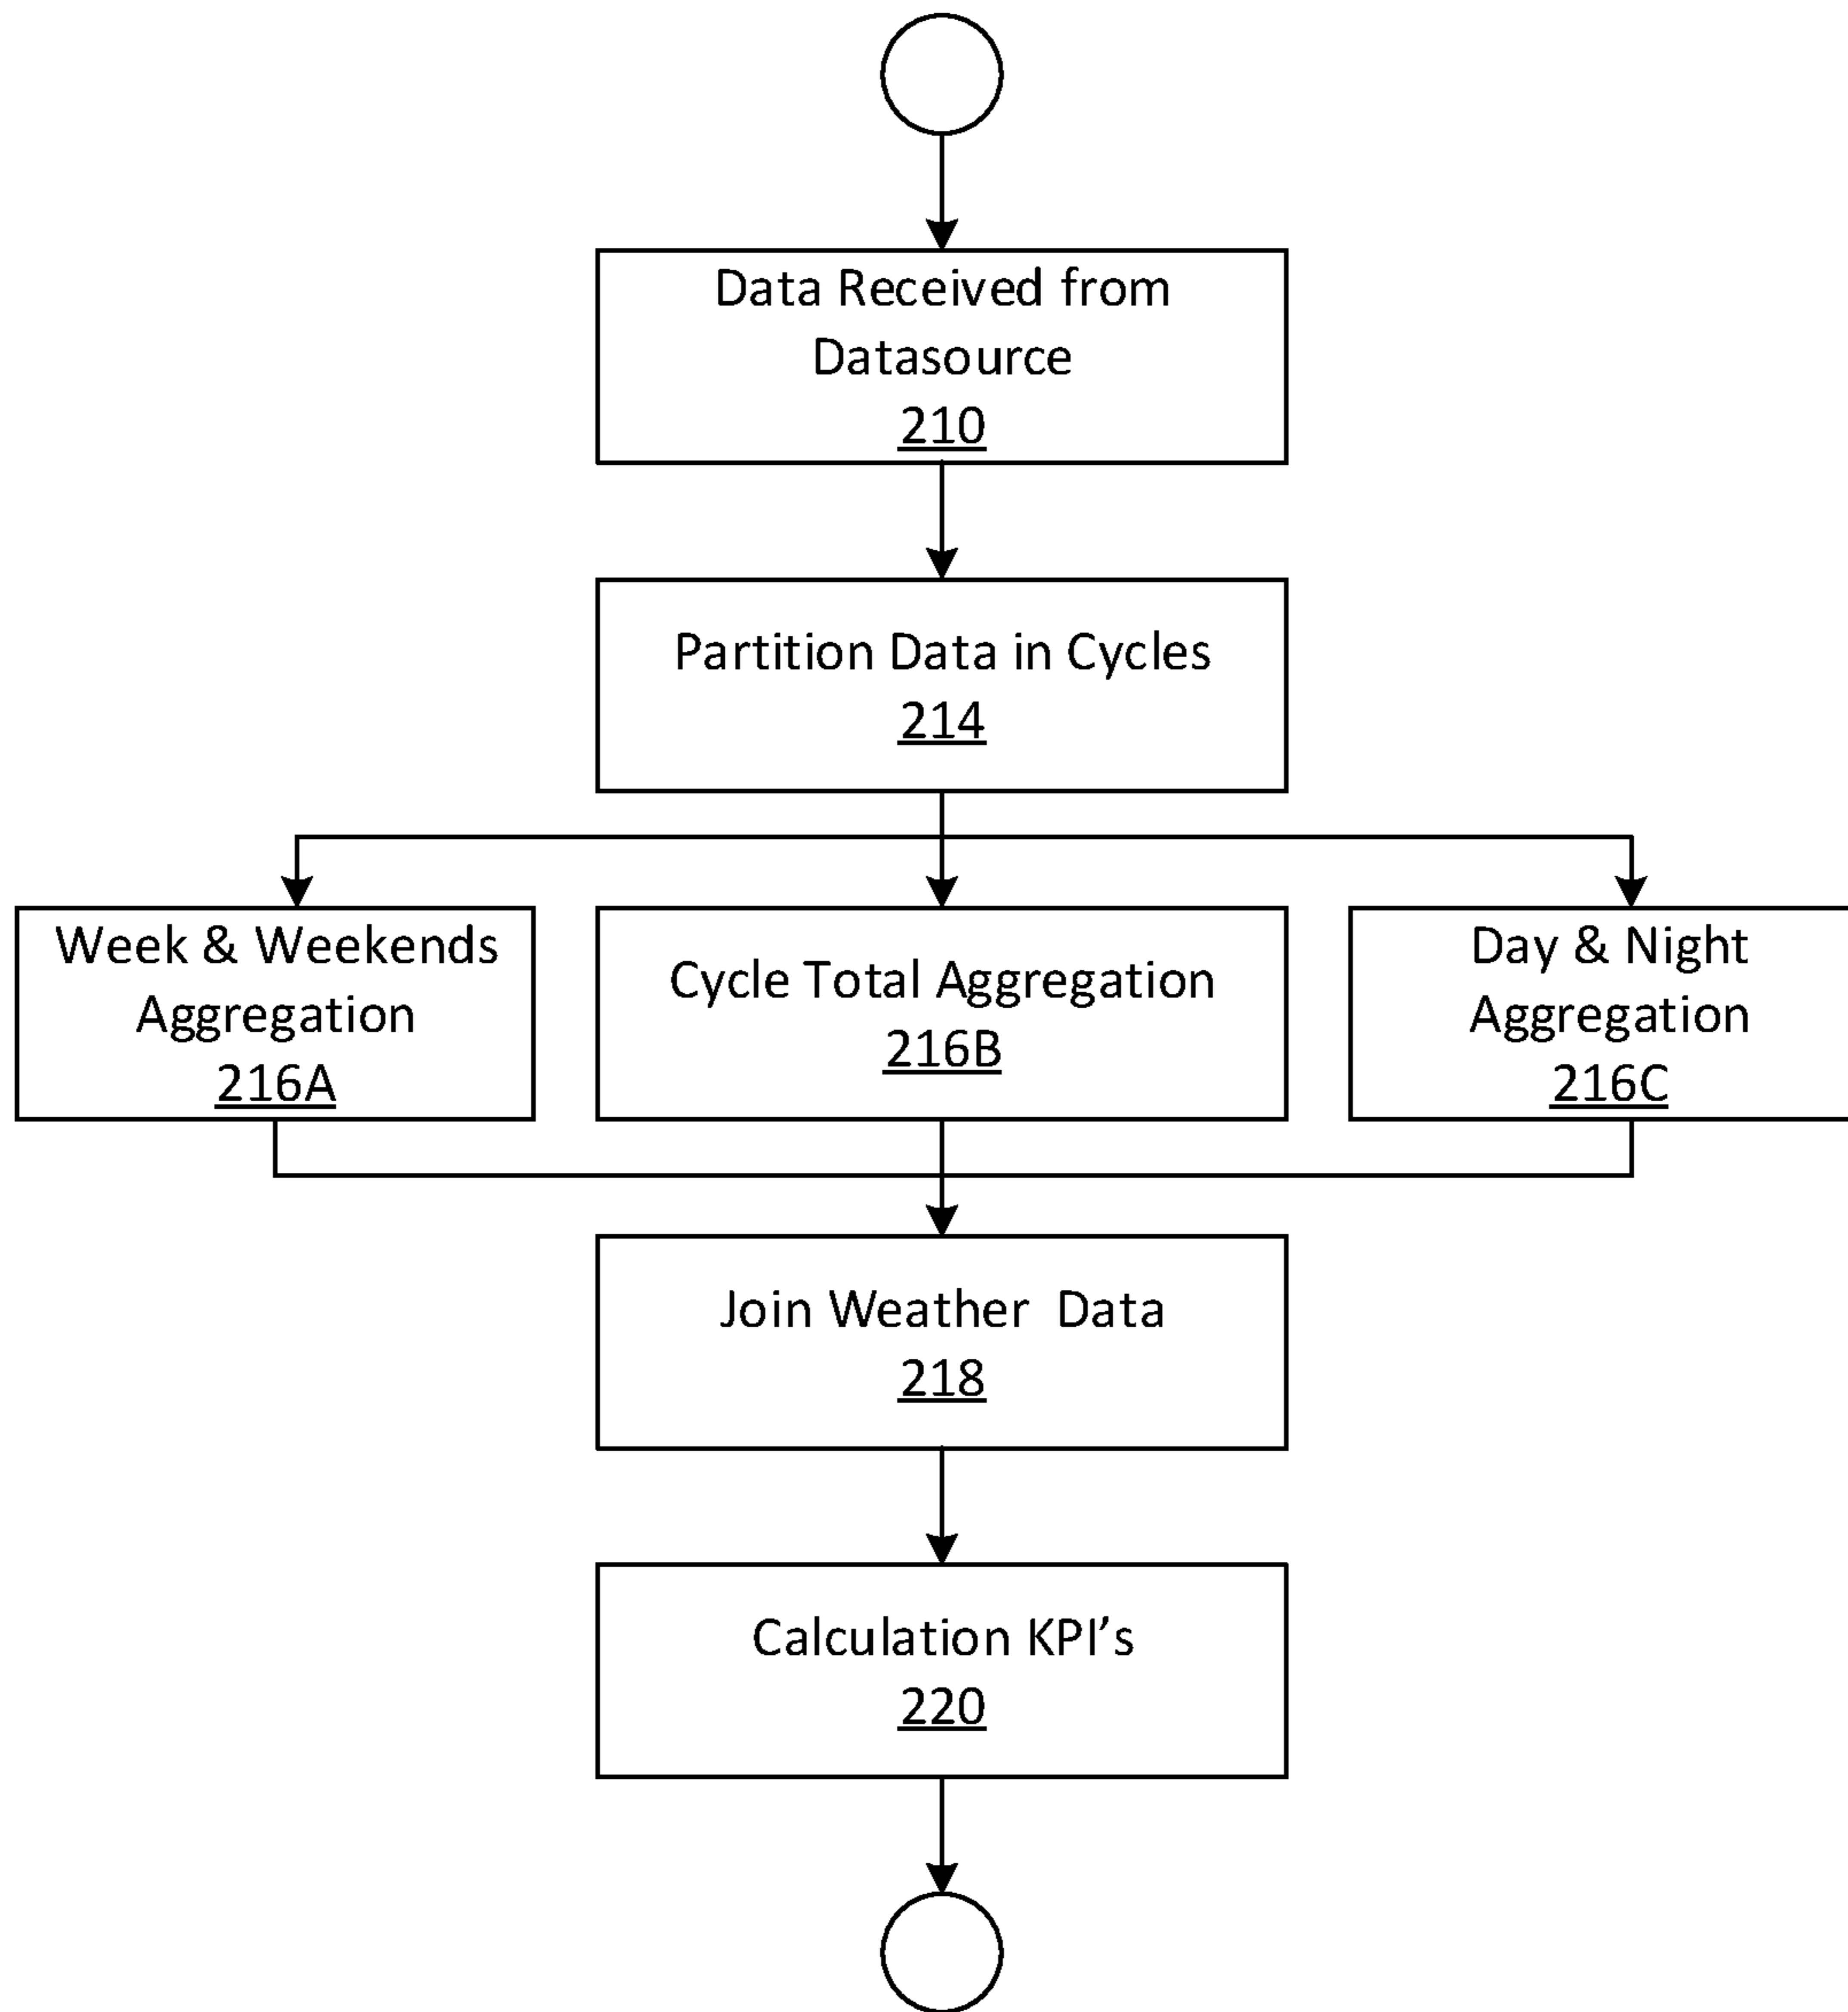 Data Received from
Datasource
210
Partition Data in Cycles
214
Week & Weekends
Aggregation
216A
Cycle Total Aggregation
216B
Day & Night
Aggregation
216C
Join Weather  Data
218
Calculation KPI’s
220